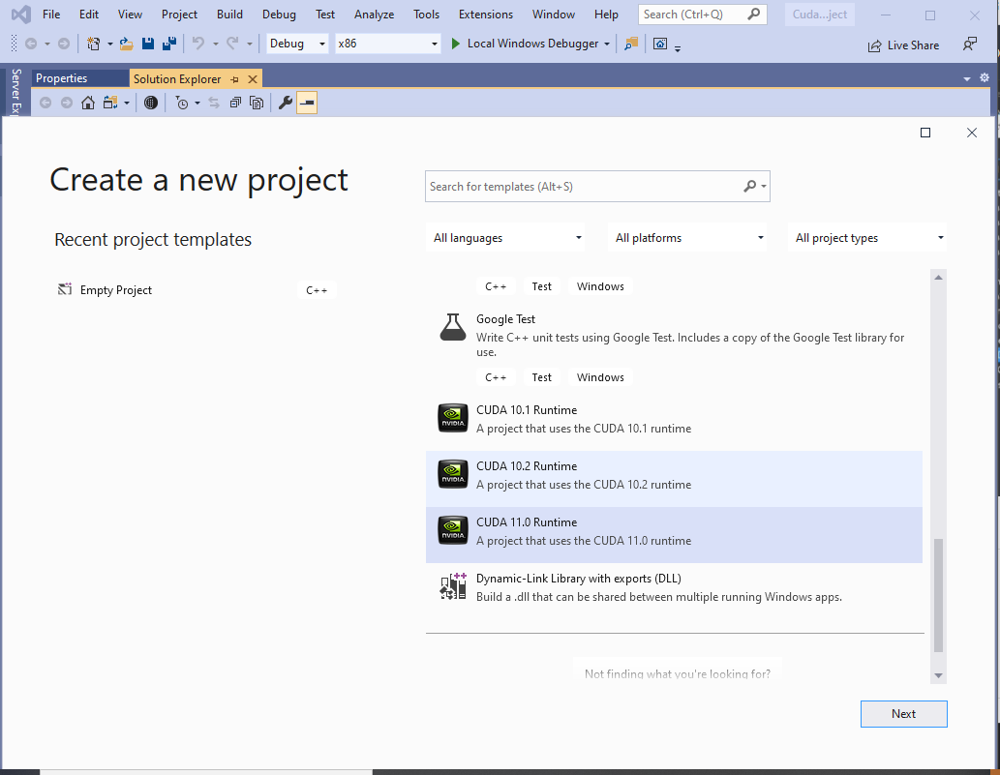 File Edit View Project Build Debug Test Analyze Tools Extensions Window Help Search (Ctrl+Q) Cuda...ject
Debug x86 Local Windows Debugger Live Share
Server Ex
Properties Solution Explorer
Create a new project
Search for templates (Alt+S)
Recent project templates
All languages All platforms All project types
Empty Project C++
C++ Test Windows
Google Test
Write C++ unit tests using Google Test. Includes a copy of the Google Test library for
use.
C++ Test Windows
NVIDIA.
CUDA 10.1 Runtime
A project that uses the CUDA 10.1 runtime
NVIDIA.
CUDA 10.2 Runtime
A project that uses the CUDA 10.2 runtime
NVIDIA.
CUDA 11.0 Runtime
A project that uses the CUDA 11.0 runtime
Dynamic-Link Library with exports (DLL)
Build a .dll that can be shared between multiple running Windows apps.
Not finding what you're looking for?
Next